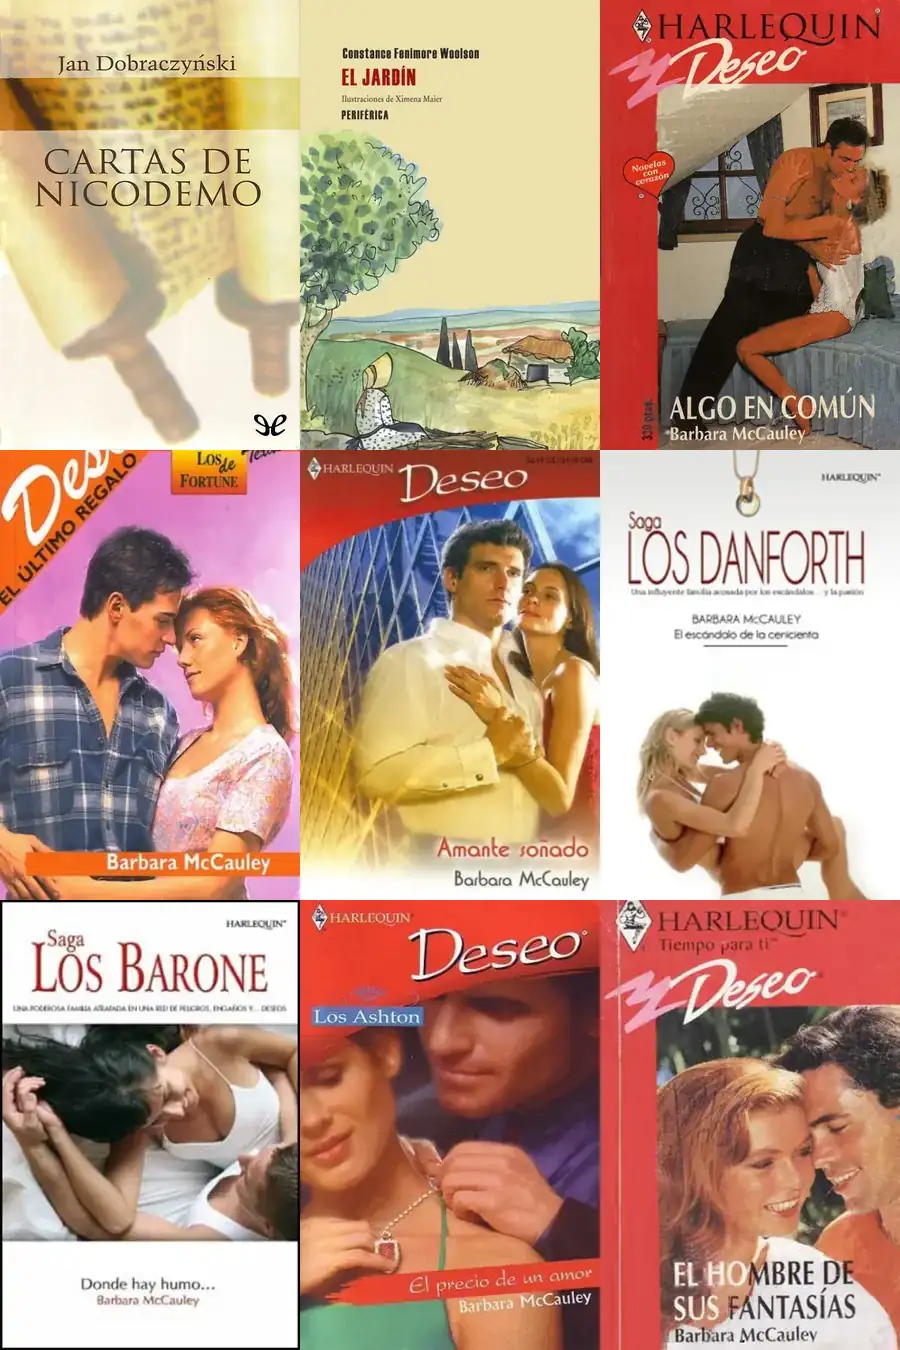 Jan Dobraczyński
CARTAS DE
NICODEMO
Constance Fenimore Woolson
EL JARDÍN
Ilustraciones de Ximena Maier
PERIFÉRICA
HARLEQUIN
Deseo
Novelas
con
corazón
330 ptas.
ALGO EN COMÚN
Barbara McCauley
EL ÚLTIMO REGALO
LOS de
FORTUNE
Barbara McCauley
HARLEQUIN
Deseo
Amante soñado
Barbara McCauley
HARLEQUIN™
Saga
LOS DANFORTH
Una influyente familia acosada por los escándalos... y la pasión
BARBARA McCAULEY
El escándalo de la cenicienta
HARLEQUIN™
Saga
LOS BARONE
UNA PODEROSA FAMILIA ATRAPADA EN UNA RED DE PELIGROS, ENGAÑOS Y... DESEOS
Donde hay humo...
Barbara McCauley
HARLEQUIN®
Deseo®
Los Ashton
El precio de un amor
Barbara McCauley
HARLEQUIN®
Tiempo para ti™
Deseo®
EL HOMBRE DE
SUS FANTASÍAS
Barbara McCauley